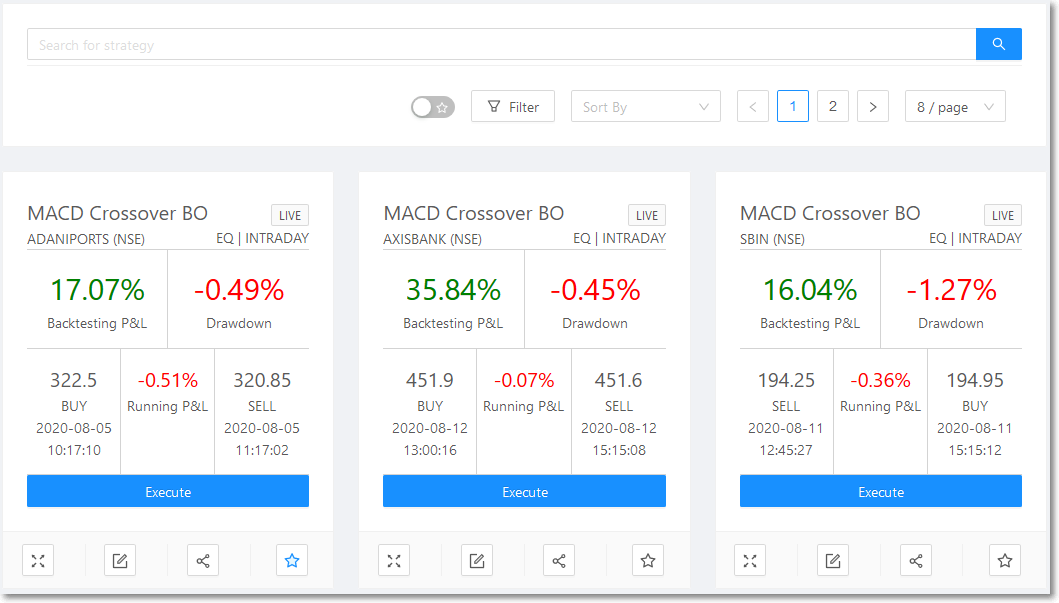 Search for strategy
Filter
Sort By
1
2
8 / page
MACD Crossover BO
LIVE
ADANIPORTS (NSE)
EQ | INTRADAY
17.07%
-0.49%
Backtesting P&L
Drawdown
322.5
-0.51%
320.85
BUY
Running P&L
SELL
2020-08-05
2020-08-05
10:17:10
11:17:02
Execute
MACD Crossover BO
LIVE
AXISBANK (NSE)
EQ | INTRADAY
35.84%
-0.45%
Backtesting P&L
Drawdown
451.9
-0.07%
451.6
BUY
Running P&L
SELL
2020-08-12
2020-08-12
13:00:16
15:15:08
Execute
MACD Crossover BO
LIVE
SBIN (NSE)
EQ | INTRADAY
16.04%
-1.27%
Backtesting P&L
Drawdown
194.25
-0.36%
194.95
SELL
Running P&L
BUY
2020-08-11
2020-08-11
12:45:27
15:15:12
Execute